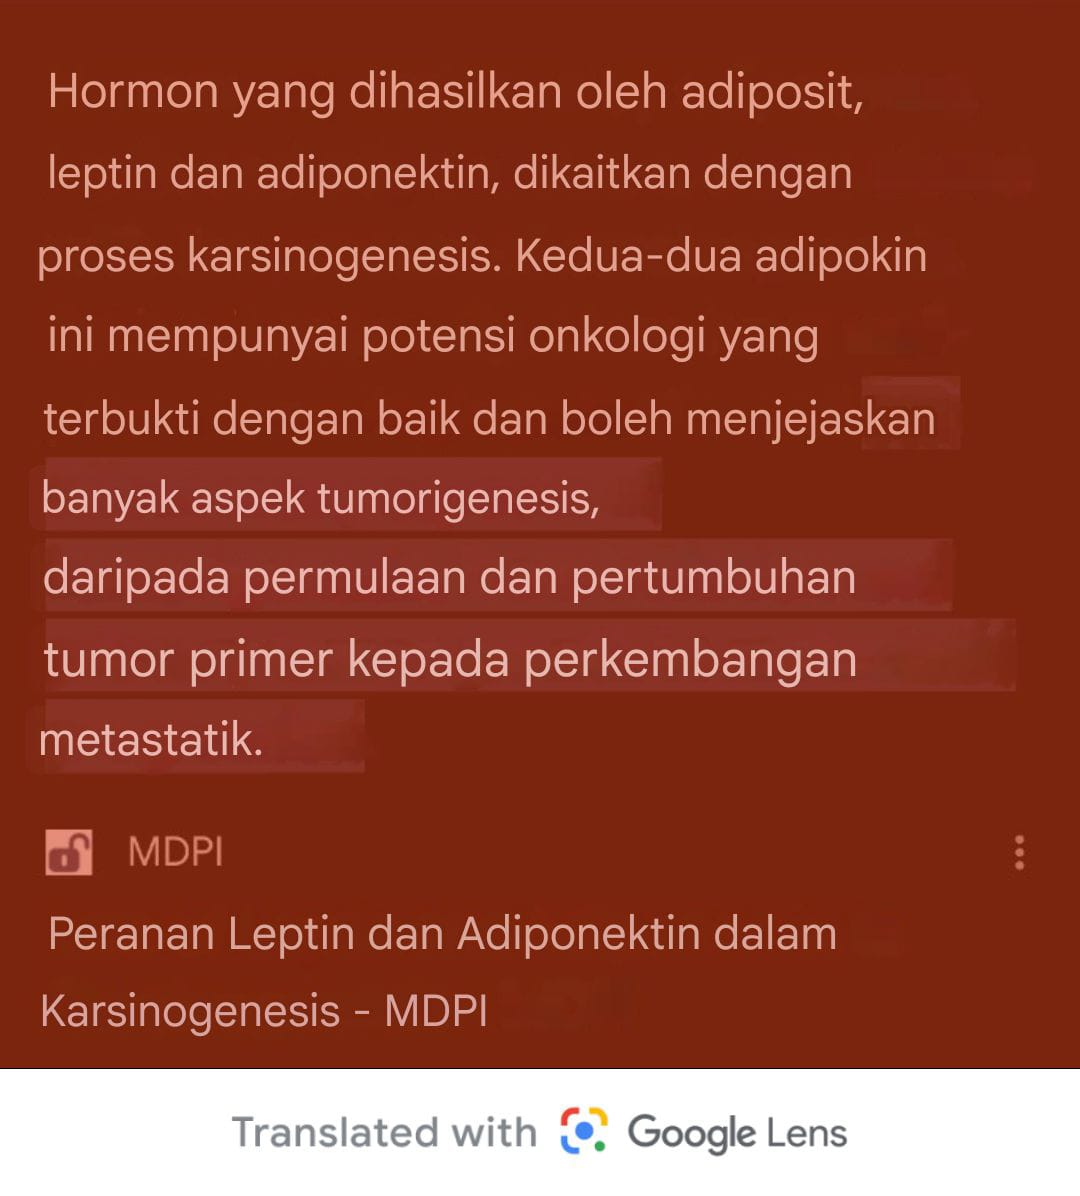 Hormon yang dihasilkan oleh adiposit,
leptin dan adiponektin, dikaitkan dengan
proses karsinogenesis. Kedua-dua adipokin
ini mempunyai potensi onkologi yang
terbukti dengan baik dan boleh menjejaskan
banyak aspek tumorigenesis,
daripada permulaan dan pertumbuhan
tumor primer kepada perkembangan
metastatik.
MDPI
Peranan Leptin dan Adiponektin dalam
Karsinogenesis - MDPI
Translated with Google Lens